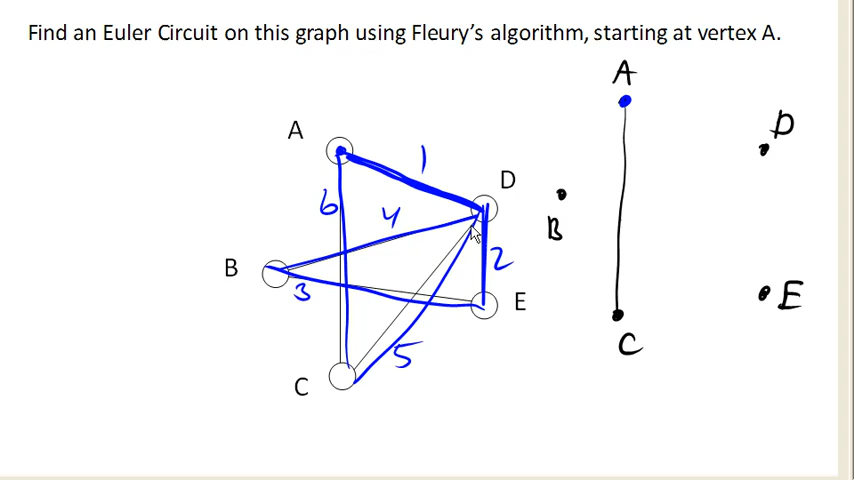 Find an Euler Circuit on this graph using Fleury's algorithm, starting at vertex A.
A
A
1
D
D
6
4
B
B
2
3
E
E
5
C
C